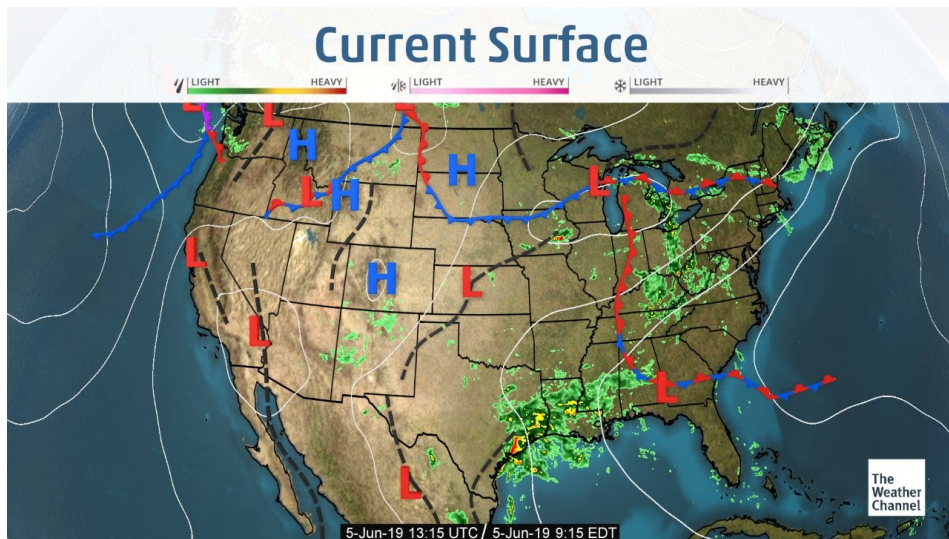 Current Surface
LIGHT HEAVY LIGHT HEAVY LIGHT HEAVY
L L L
H H
L H L
L H L
L
L
L
The
Weather
Channel
5-Jun-19 13:15 UTC / 5-Jun-19 9:15 EDT